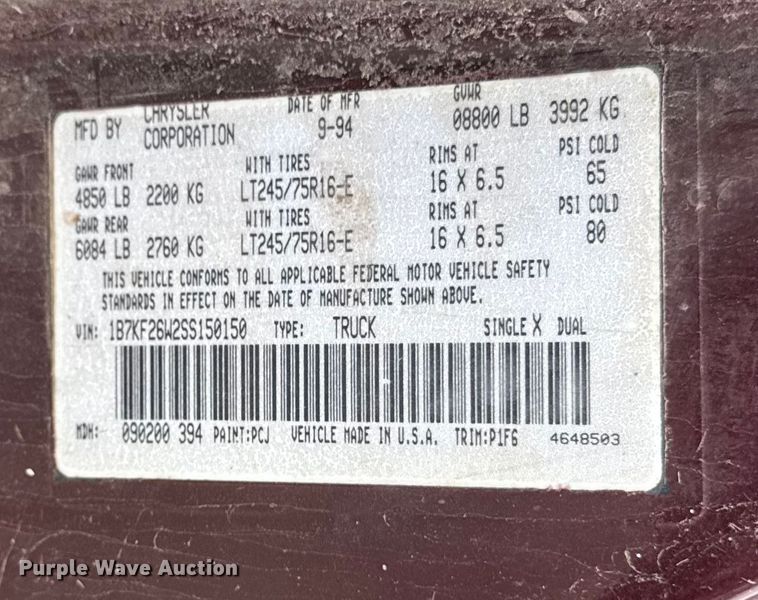 MFD BY CHRYSLER CORPORATION DATE OF MFR 9-94 GVWR 08800 LB 3992 KG
GAWR FRONT WITH TIRES RIMS AT PSI COLD
4850 LB 2200 KG LT245/75R16-E 16 X 6.5 65
GAWR REAR WITH TIRES RIMS AT PSI COLD
6084 LB 2760 KG LT245/75R16-E 16 X 6.5 80
THIS VEHICLE CONFORMS TO ALL APPLICABLE FEDERAL MOTOR VEHICLE SAFETY
STANDARDS IN EFFECT ON THE DATE OF MANUFACTURE SHOWN ABOVE.
VIN: 1B7KF26W2SS150150 TYPE: TRUCK SINGLE X DUAL
MDH: 090200 394 PAINT:PCJ VEHICLE MADE IN U.S.A. TRIM:P1F6 4648503
Purple Wave Auction